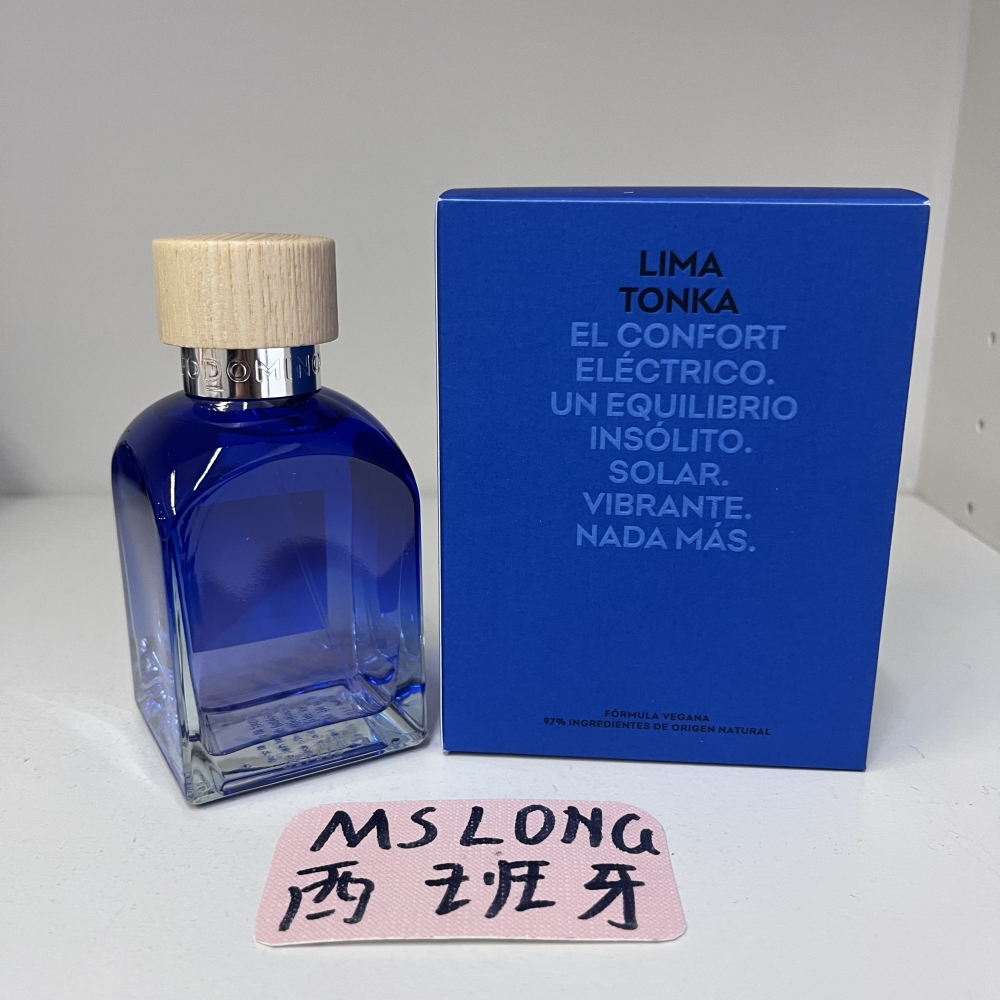 ODOMINO
LIMA
TONKA
EL CONFORT
ELÉCTRICO.
UN EQUILIBRIO
INSÓLITO.
SOLAR.
VIBRANTE.
NADA MÁS.
FÓRMULA VEGANA
97% INGREDIENTES DE ORIGEN NATURAL
MSLONG
西班牙